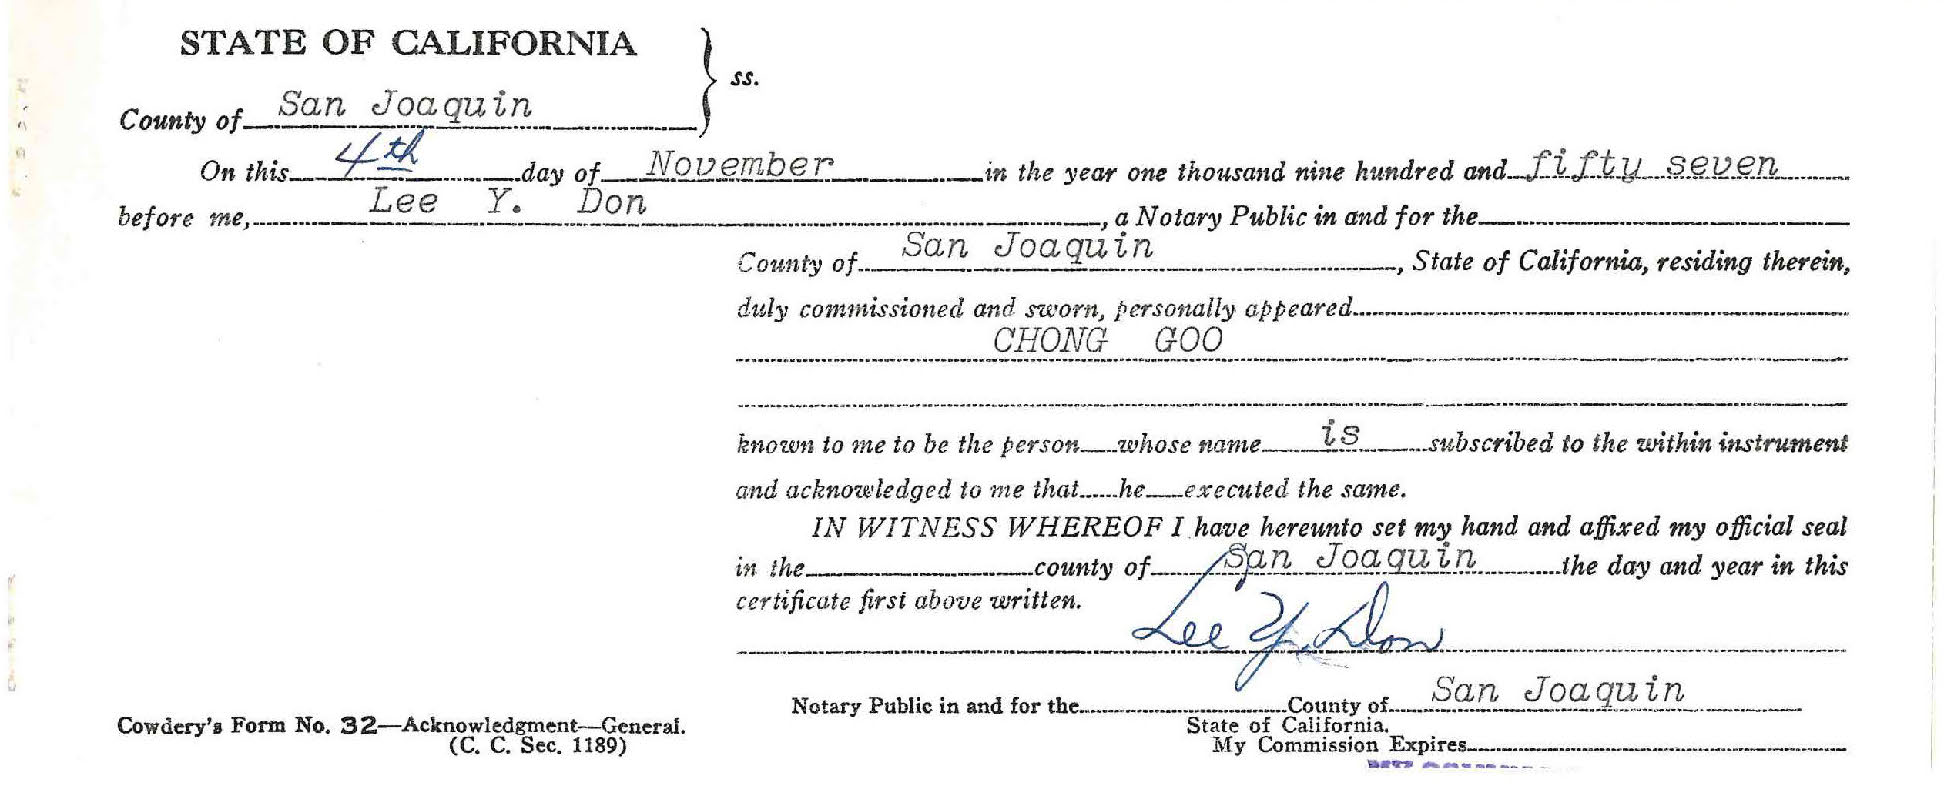 STATE OF CALIFORNIA
ss.
County of San Joaquin
On this 4th day of November in the year one thousand nine hundred and fifty seven
before me, Lee Y. Don, a Notary Public in and for the
County of San Joaquin, State of California, residing therein,
duly commissioned and sworn, personally appeared
CHONG GOO
known to me to be the person whose name is subscribed to the within instrument
and acknowledged to me that he executed the same.
IN WITNESS WHEREOF I have hereunto set my hand and affixed my official seal
in the county of San Joaquin the day and year in this
certificate first above written.
Lee Y. Don
Notary Public in and for the County of San Joaquin
State of California.
My Commission Expires
Cowdery's Form No. 32—Acknowledgment—General.
(C. C. Sec. 1189)